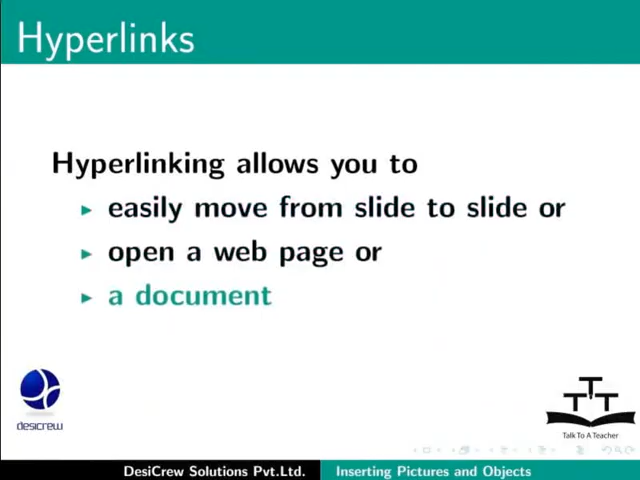 Hyperlinks
Hyperlinking allows you to
easily move from slide to slide or
open a web page or
a document
desicrew
TTT
Talk To A Teacher
DesiCrew Solutions Pvt.Ltd.
Inserting Pictures and Objects